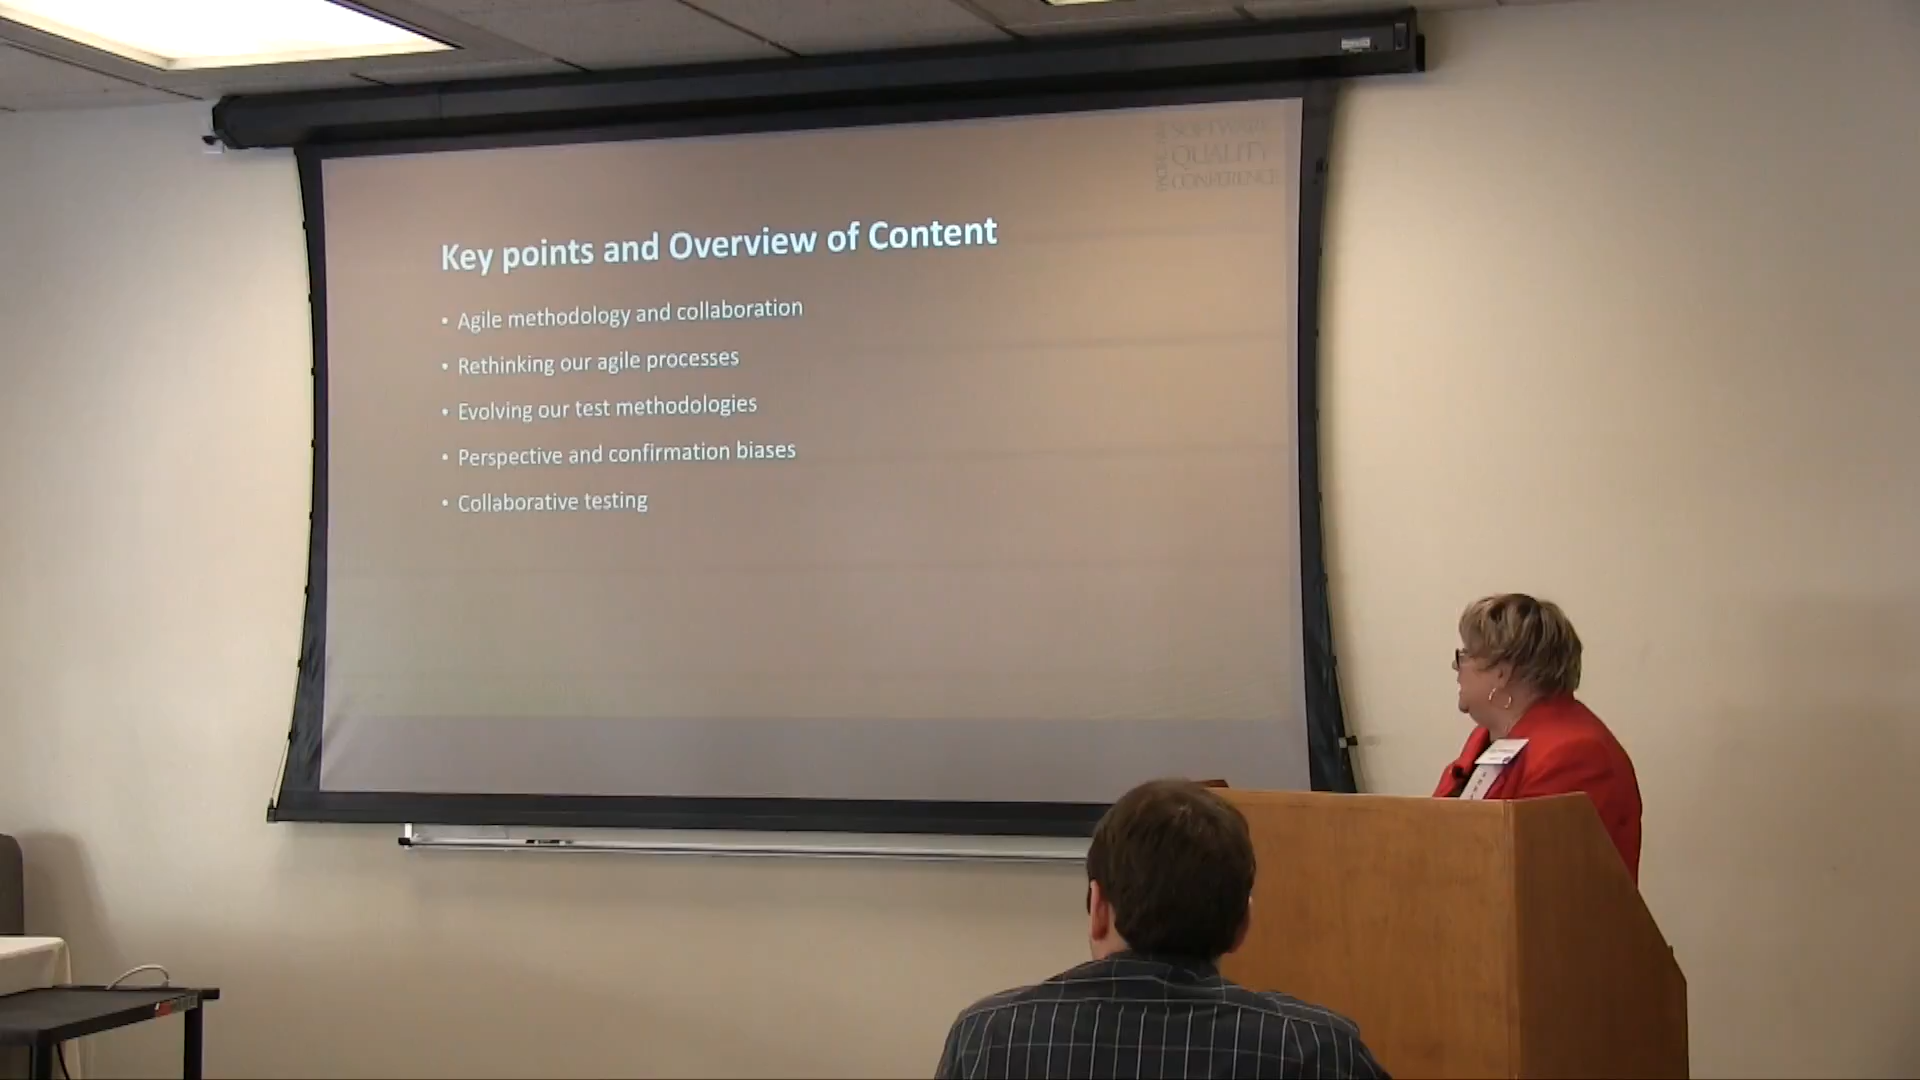 SOFTWARE
QUALITY
CONFERENCE
Key points and Overview of Content
• Agile methodology and collaboration
• Rethinking our agile processes
• Evolving our test methodologies
• Perspective and confirmation biases
• Collaborative testing